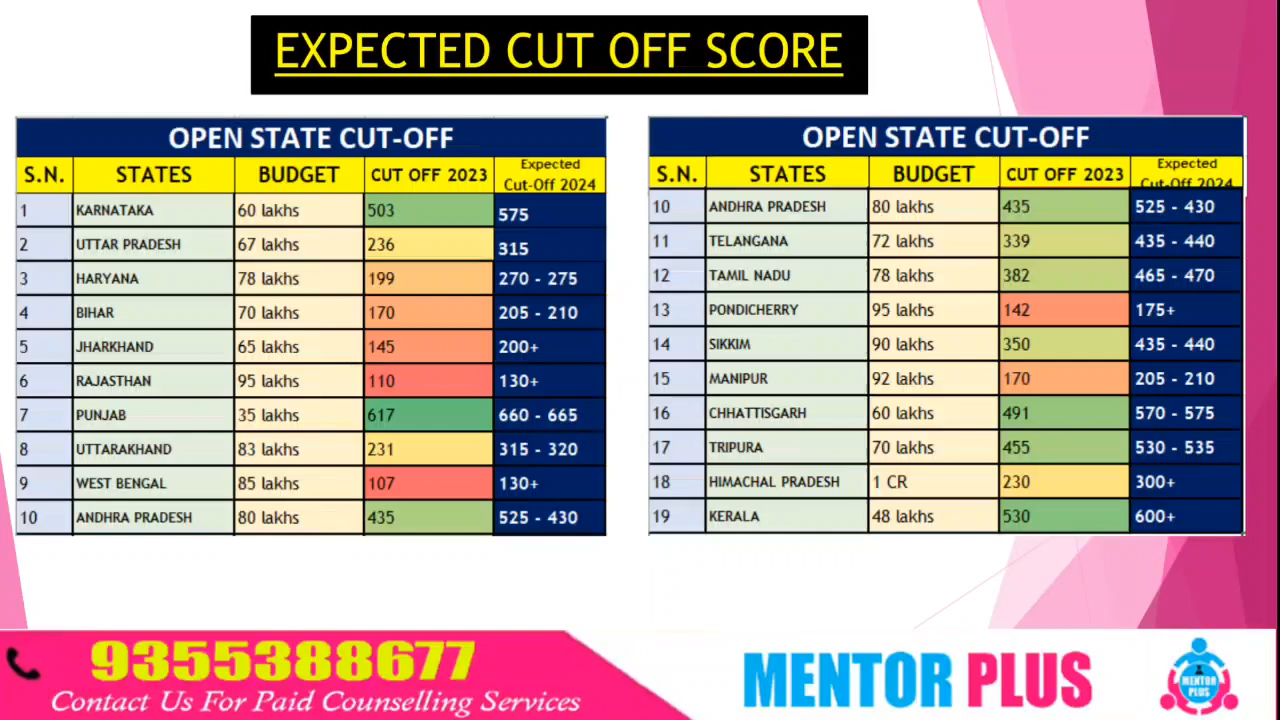 EXPECTED CUT OFF SCORE
OPEN STATE CUT-OFF
S.N. STATES BUDGET CUT OFF 2023 Expected Cut-Off 2024
1 KARNATAKA 60 lakhs 503 575
2 UTTAR PRADESH 67 lakhs 236 315
3 HARYANA 78 lakhs 199 270 - 275
4 BIHAR 70 lakhs 170 205 - 210
5 JHARKHAND 65 lakhs 145 200+
6 RAJASTHAN 95 lakhs 110 130+
7 PUNJAB 35 lakhs 617 660 - 665
8 UTTARAKHAND 83 lakhs 231 315 - 320
9 WEST BENGAL 85 lakhs 107 130+
10 ANDHRA PRADESH 80 lakhs 435 525 - 430
OPEN STATE CUT-OFF
S.N. STATES BUDGET CUT OFF 2023 Expected Cut-Off 2024
10 ANDHRA PRADESH 80 lakhs 435 525 - 430
11 TELANGANA 72 lakhs 339 435 - 440
12 TAMIL NADU 78 lakhs 382 465 - 470
13 PONDICHERRY 95 lakhs 142 175+
14 SIKKIM 90 lakhs 350 435 - 440
15 MANIPUR 92 lakhs 170 205 - 210
16 CHHATTISGARH 60 lakhs 491 570 - 575
17 TRIPURA 70 lakhs 455 530 - 535
18 HIMACHAL PRADESH 1 CR 230 300+
19 KERALA 48 lakhs 530 600+
9355388677
Contact Us For Paid Counselling Services
MENTOR PLUS
MENTOR
PLUS